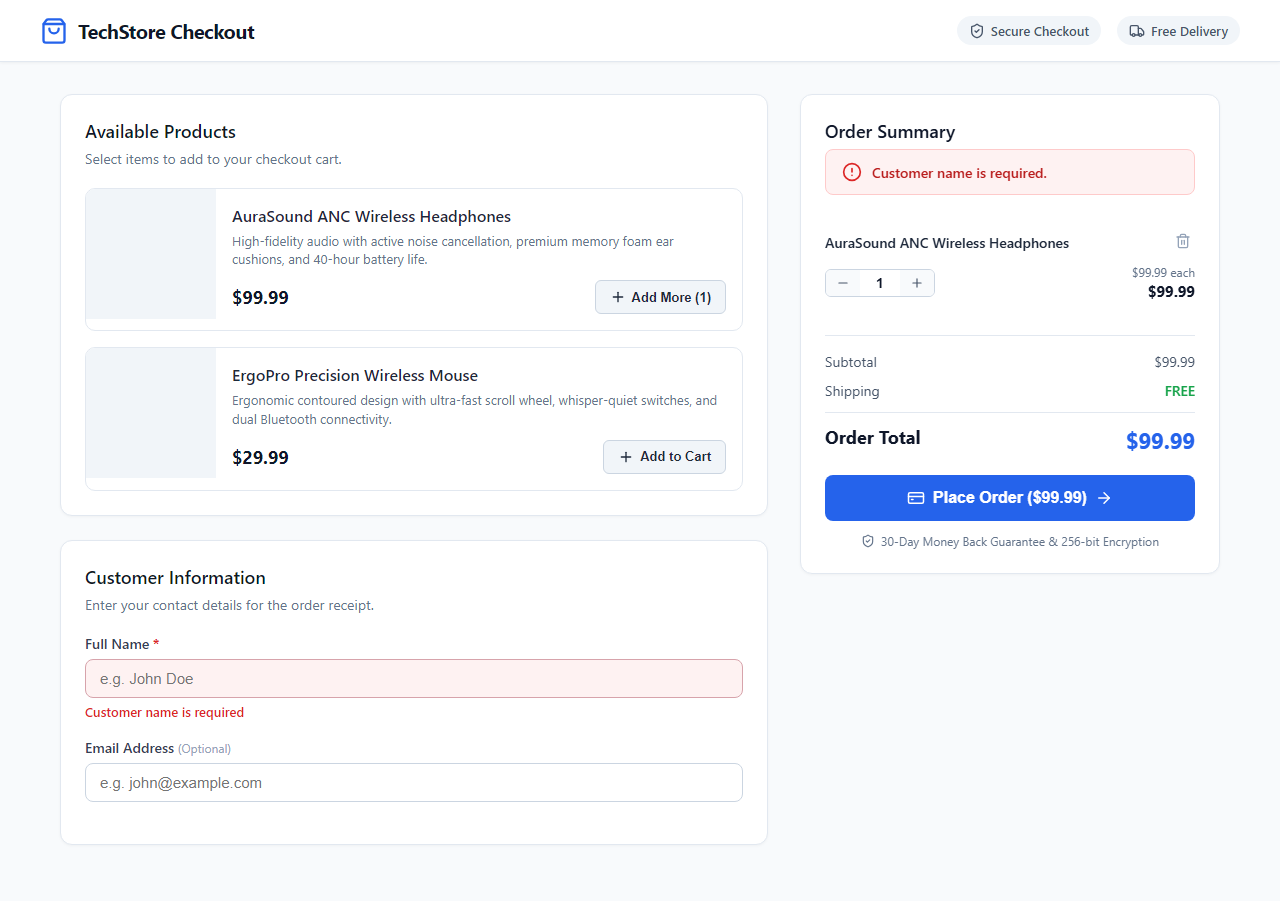 TechStore Checkout
Secure Checkout
Free Delivery
Available Products
Select items to add to your checkout cart.
AuraSound ANC Wireless Headphones
High-fidelity audio with active noise cancellation, premium memory foam ear
cushions, and 40-hour battery life.
$99.99
Add More (1)
ErgoPro Precision Wireless Mouse
Ergonomic contoured design with ultra-fast scroll wheel, whisper-quiet switches, and
dual Bluetooth connectivity.
$29.99
Add to Cart
Customer Information
Enter your contact details for the order receipt.
Full Name *
e.g. John Doe
Customer name is required
Email Address (Optional)
e.g. john@example.com
Order Summary
Customer name is required.
AuraSound ANC Wireless Headphones
1
$99.99 each
$99.99
Subtotal $99.99
Shipping FREE
Order Total $99.99
Place Order ($99.99)
30-Day Money Back Guarantee & 256-bit Encryption